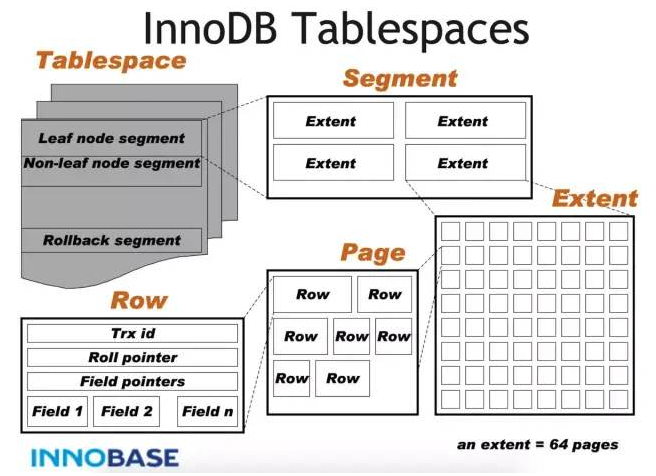 InnoDB Tablespaces
Tablespace
Leaf node segment
Non-leaf node segment
Rollback segment
Segment
Extent Extent
Extent Extent
Extent
an extent = 64 pages
Page
Row Row
Row Row Row
Row Row
Row
Trx id
Roll pointer
Field pointers
Field 1 Field 2 Field n
INNOBASE